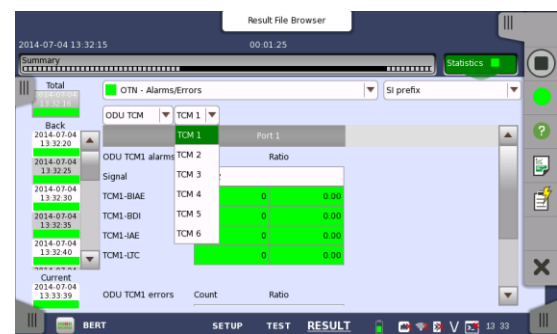 Result File Browser
2014-07-04 13:32:15
00:01:25
Summary
Statistics
Total
13:32:19
OTN - Alarms/Errors
SI prefix
ODU TCM
TCM 1
Back
2014-07-04
13:32:20
2014-07-04
13:32:25
2014-07-04
13:32:30
2014-07-04
13:32:35
2014-07-04
13:32:40
Current
2014-07-04
13:33:39
TCM 1
TCM 2
TCM 3
TCM 4
TCM 5
TCM 6
Port 1
ODU TCM1 alarms
Ratio
Signal
TCM1-BIAE
0
0.00
TCM1-BDI
0
0.00
TCM1-IAE
0
0.00
TCM1-LTC
0
0.00
ODU TCM1 errors
Count
Ratio
BERT
SETUP
TEST
RESULT
13 33